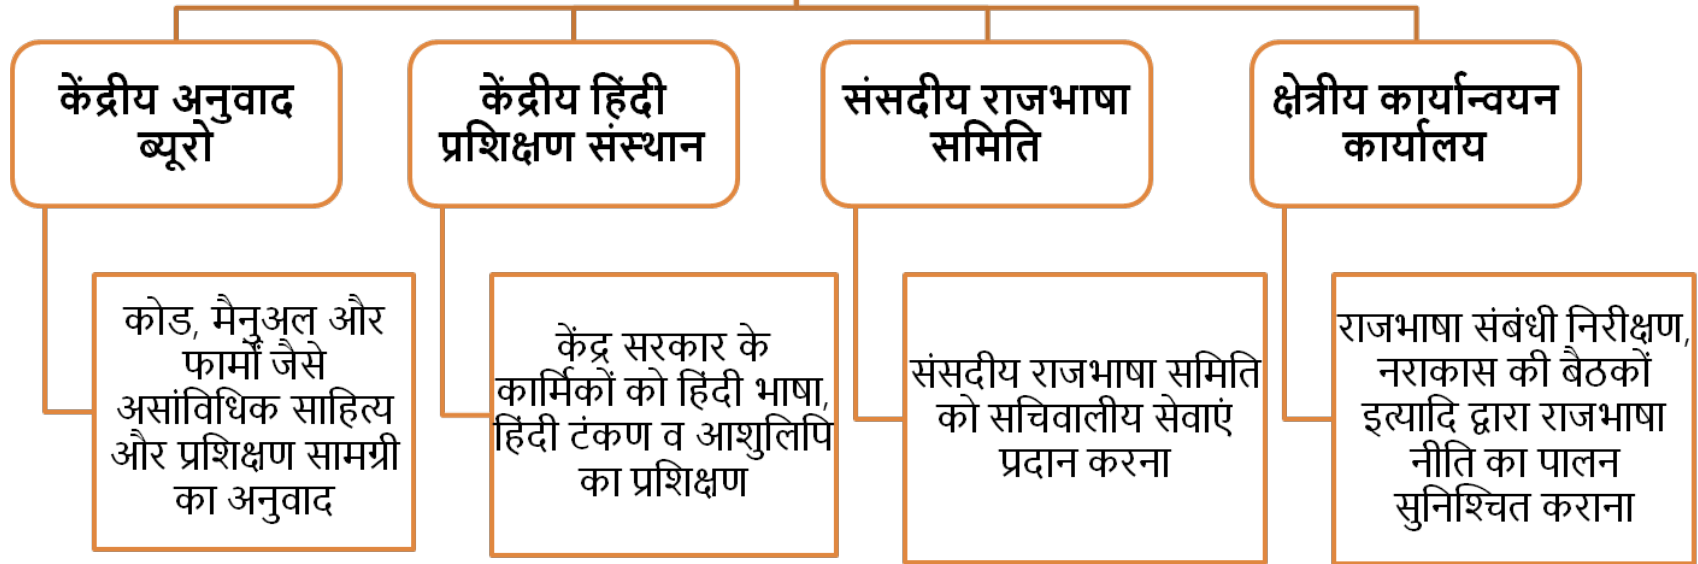 केंद्रीय अनुवाद
ब्यूरो
कोड, मैनुअल और
फार्मों जैसे
असांविधिक साहित्य
और प्रशिक्षण सामग्री
का अनुवाद
केंद्रीय हिंदी
प्रशिक्षण संस्थान
केंद्र सरकार के
कार्मिकों को हिंदी भाषा,
हिंदी टंकण व आशुलिपि
का प्रशिक्षण
संसदीय राजभाषा
समिति
संसदीय राजभाषा समिति
को सचिवालीय सेवाएं
प्रदान करना
क्षेत्रीय कार्यान्वयन
कार्यालय
राजभाषा संबंधी निरीक्षण,
नराकास की बैठकों
इत्यादि द्वारा राजभाषा
नीति का पालन
सुनिश्चित कराना